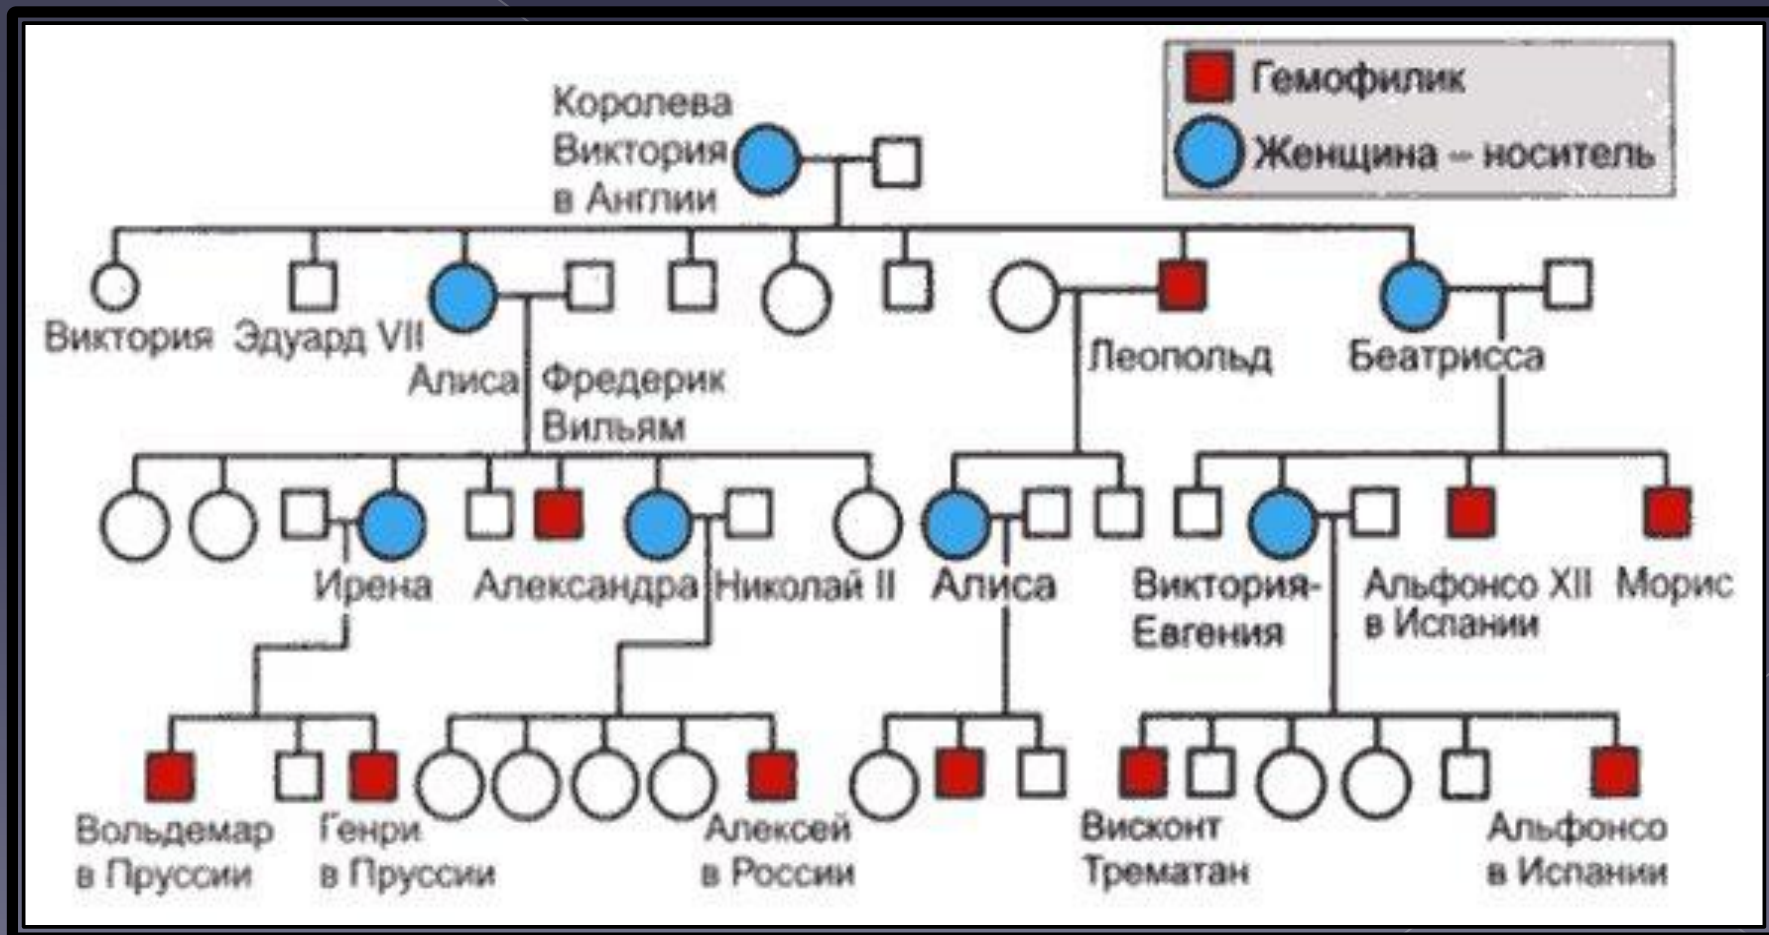 Гемофилик
Женщина – носитель
Королева
Виктория
в Англии
Виктория
Эдуард VII
Алиса
Фредерик
Вильям
Леопольд
Беатрисса
Ирена
Александра
Николай II
Алиса
Виктория-
Евгения
Альфонсо XII
в Испании
Морис
Вольдемар
в Пруссии
Генри
в Пруссии
Алексей
в России
Висконт
Трематан
Альфонсо
в Испании